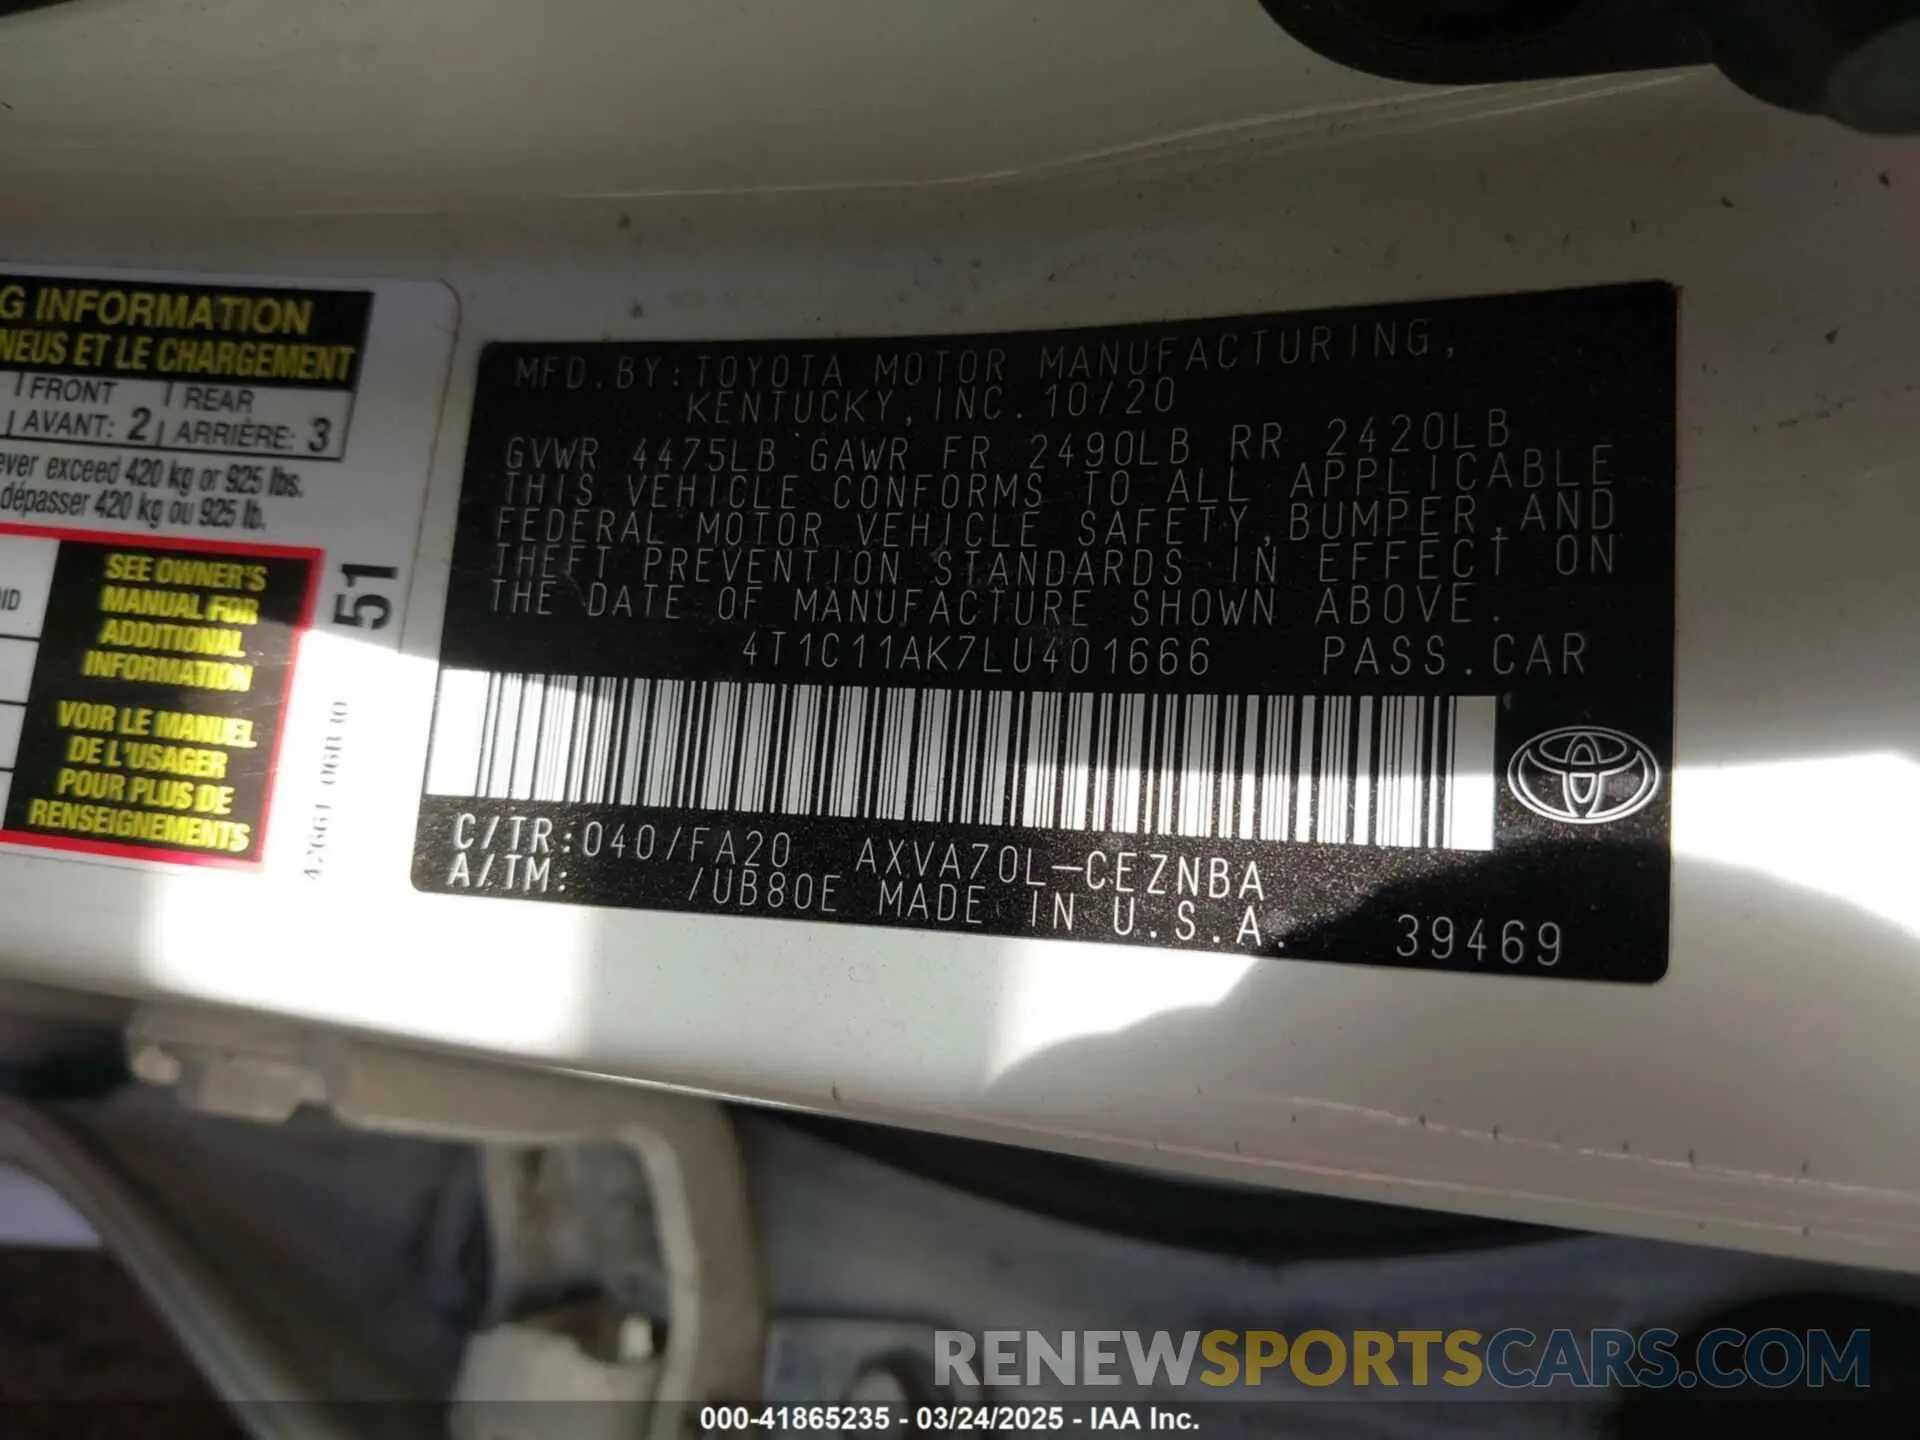 G INFORMATION
NEUS ET LE CHARGEMENT
FRONT REAR
AVANT: 2 ARRIÈRE: 3
ever exceed 420 kg or 925 lbs.
dépasser 420 kg ou 925 lb.
SEE OWNER'S
MANUAL FOR
ADDITIONAL
INFORMATION
VOIR LE MANUEL
DE L'USAGER
POUR PLUS DE
RENSEIGNEMENTS
51
MFD. BY: TOYOTA MOTOR MANUFACTURING,
KENTUCKY, INC. 10/20
GVWR 4475LB GAWR FR 2490LB RR 2420LB
THIS VEHICLE CONFORMS TO ALL APPLICABLE
FEDERAL MOTOR VEHICLE SAFETY, BUMPER, AND
THEFT PREVENTION STANDARDS IN EFFECT ON
THE DATE OF MANUFACTURE SHOWN ABOVE.
4T1C11AK7LU401666 PASS. CAR
C/TR: 040/FA20 AXVA70L-CEZNBA
A/TM: /UB80E MADE IN U.S.A. 39469
RENEWSPORTSCARS.COM
000-41865235 - 03/24/2025 - IAA Inc.